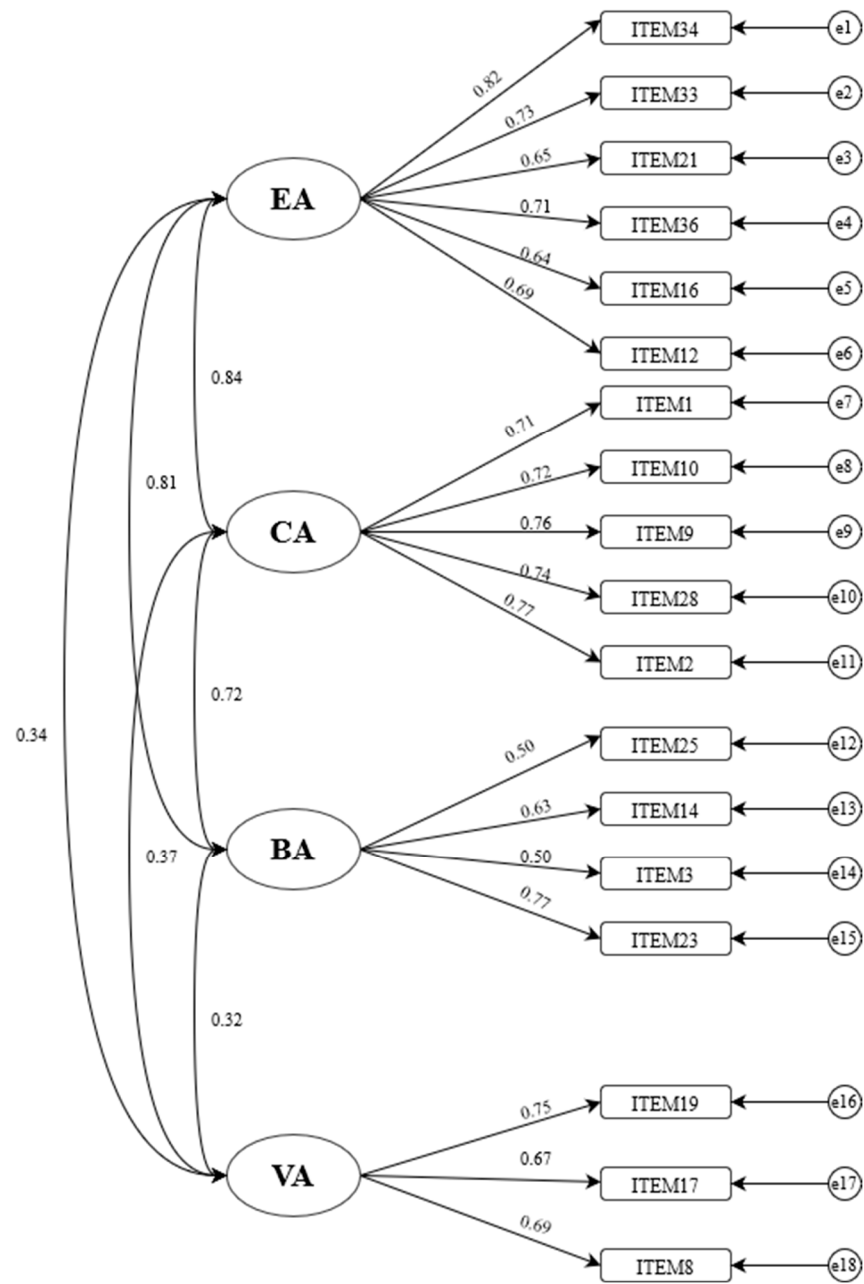 ITEM34 e1
0.82
ITEM33 e2
0.73
ITEM21 e3
0.65
EA
0.71
ITEM36 e4
0.64
ITEM16 e5
0.69
ITEM12 e6
0.84
ITEM1 e7
0.71
ITEM10 e8
0.72
0.81
CA
0.76
ITEM9 e9
0.74
ITEM28 e10
0.77
ITEM2 e11
0.72
0.34
ITEM25 e12
0.50
ITEM14 e13
0.63
0.37
BA
0.50
ITEM3 e14
0.77
ITEM23 e15
0.32
ITEM19 e16
0.75
VA
0.67
ITEM17 e17
0.69
ITEM8 e18